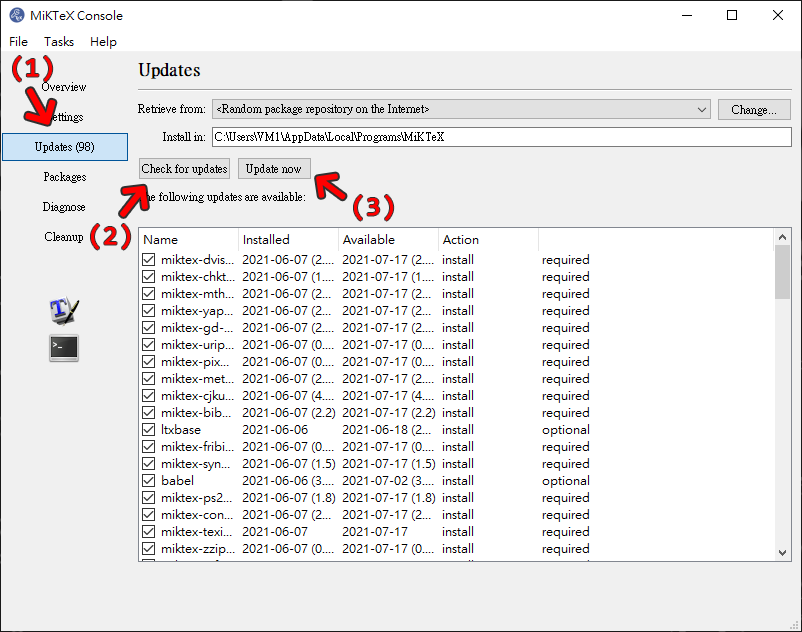 MiKTeX Console
File Tasks Help
(1)
Overview
ettings
Updates (98)
Packages
Diagnose
Cleanup
(2)
Updates
Retrieve from: <Random package repository on the Internet> Change...
Install in: C:\Users\VM1\AppData\Local\Programs\MiKTeX
Check for updates Update now
(3)
he following updates are available:
Name Installed Available Action
miktex-dvis... 2021-06-07 (2.... 2021-07-17 (2.... install required
miktex-chkt... 2021-06-07 (1.... 2021-07-17 (1.... install required
miktex-mth... 2021-06-07 (2.... 2021-07-17 (2.... install required
miktex-yap... 2021-06-07 (2.... 2021-07-17 (2.... install required
miktex-gd-... 2021-06-07 (2.... 2021-07-17 (2.... install required
miktex-urip... 2021-06-07 (0.... 2021-07-17 (0.... install required
miktex-pix... 2021-06-07 (0.... 2021-07-17 (0.... install required
miktex-met... 2021-06-07 (2.... 2021-07-17 (2.... install required
miktex-cjku... 2021-06-07 (4.... 2021-07-17 (4.... install required
miktex-bib... 2021-06-07 (2.2) 2021-07-17 (2.2) install required
ltxbase 2021-06-06 2021-06-18 (2.... install optional
miktex-fribi... 2021-06-07 (0.... 2021-07-17 (0.... install required
miktex-syn... 2021-06-07 (1.5) 2021-07-17 (1.5) install required
babel 2021-06-06 (3.... 2021-07-02 (3.... install optional
miktex-ps2... 2021-06-07 (1.8) 2021-07-17 (1.8) install required
miktex-con... 2021-06-07 (2.... 2021-07-17 (2.... install required
miktex-texi... 2021-06-07 2021-07-17 install required
miktex-zzip... 2021-06-07 (0.... 2021-07-17 (0.... install required